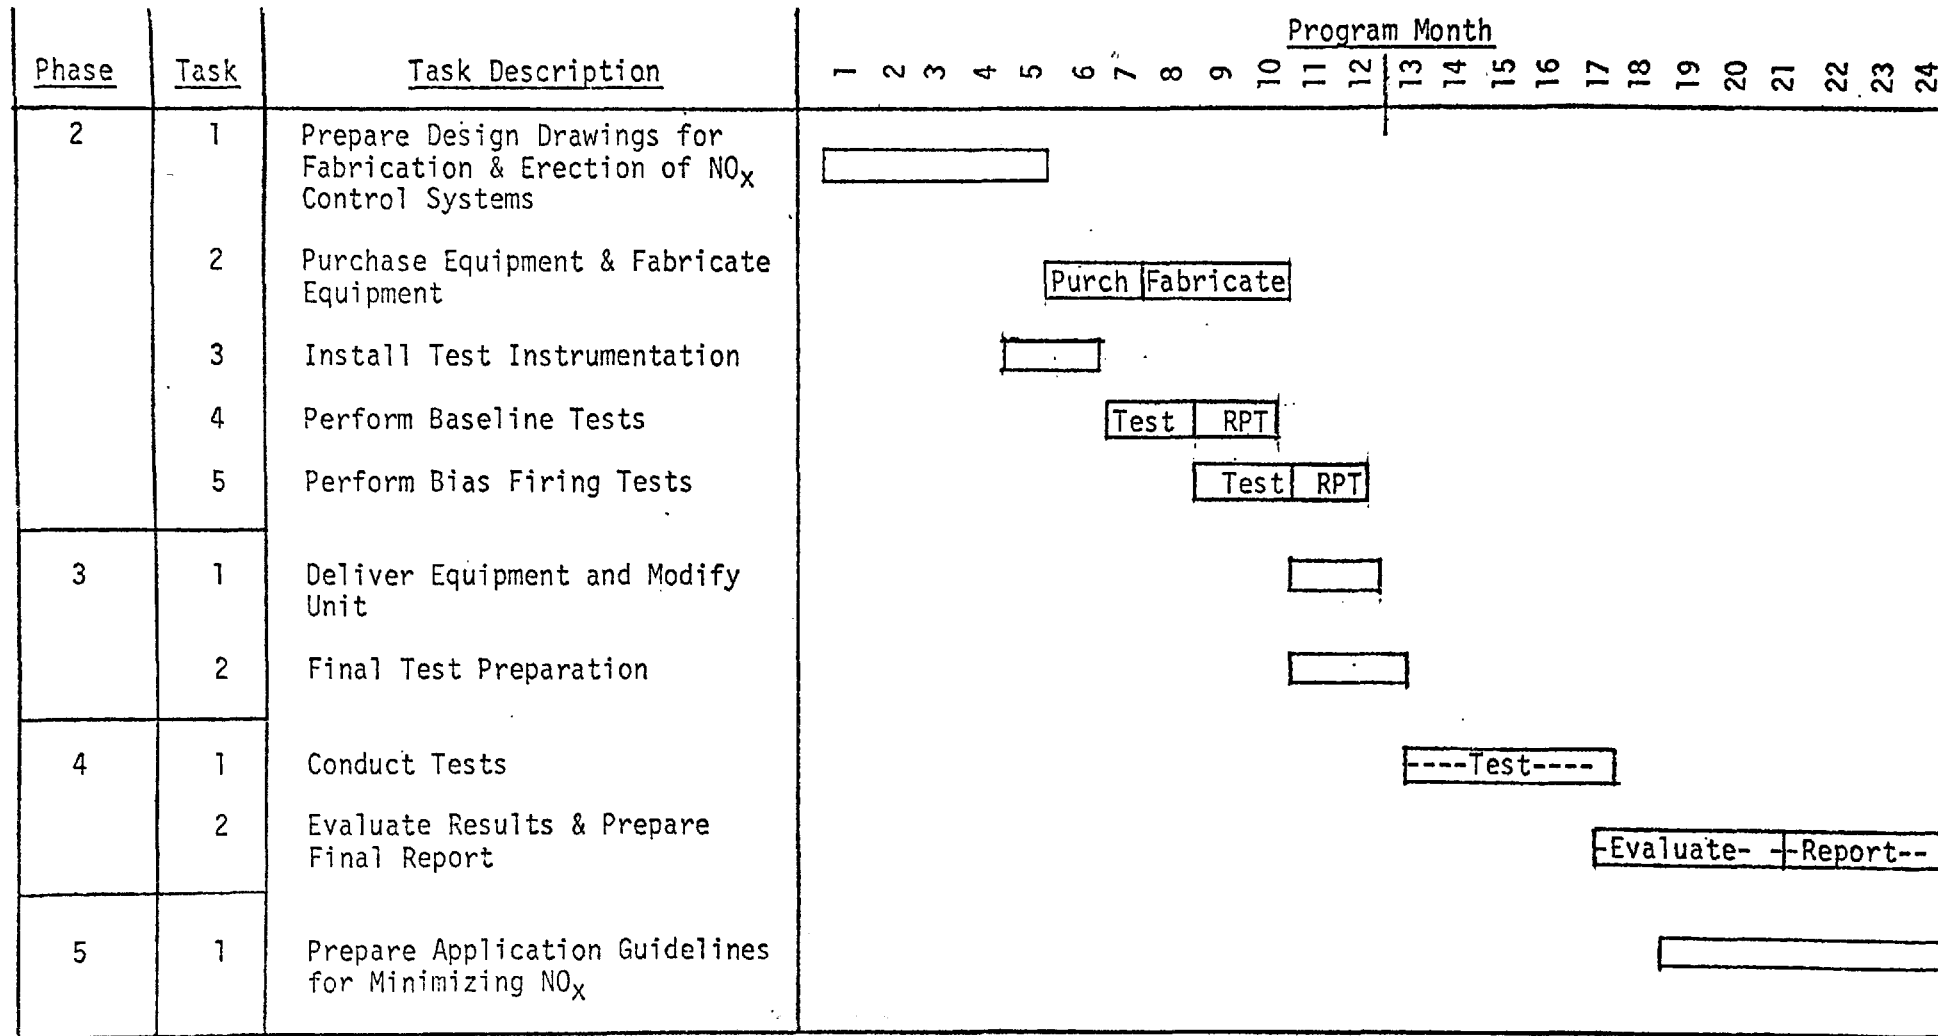 Program Month
Phase Task Task Description 1 2 3 4 5 6 7 8 9 10 11 12 13 14 15 16 17 18 19 20 21 22 23 24
2 1 Prepare Design Drawings for
Fabrication & Erection of NOx
Control Systems
2 Purchase Equipment & Fabricate Purch Fabricate
Equipment
3 Install Test Instrumentation
4 Perform Baseline Tests Test RPT
5 Perform Bias Firing Tests Test RPT
3 1 Deliver Equipment and Modify
Unit
2 Final Test Preparation
4 1 Conduct Tests ----Test----
2 Evaluate Results & Prepare -Evaluate- --Report--
Final Report
5 1 Prepare Application Guidelines
for Minimizing NOx